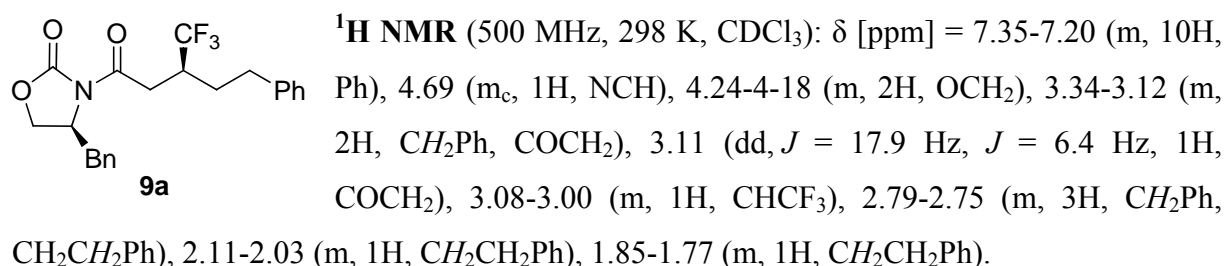 O
O
CF₃
O
N
Ph
Bn
9a
¹H NMR (500 MHz, 298 K, CDCl₃): δ [ppm] = 7.35-7.20 (m, 10H,
Ph), 4.69 (m꜀, 1H, NCH), 4.24-4-18 (m, 2H, OCH₂), 3.34-3.12 (m,
2H, CH₂Ph, COCH₂), 3.11 (dd, J = 17.9 Hz, J = 6.4 Hz, 1H,
COCH₂), 3.08-3.00 (m, 1H, CHCF₃), 2.79-2.75 (m, 3H, CH₂Ph,
CH₂CH₂Ph), 2.11-2.03 (m, 1H, CH₂CH₂Ph), 1.85-1.77 (m, 1H, CH₂CH₂Ph).